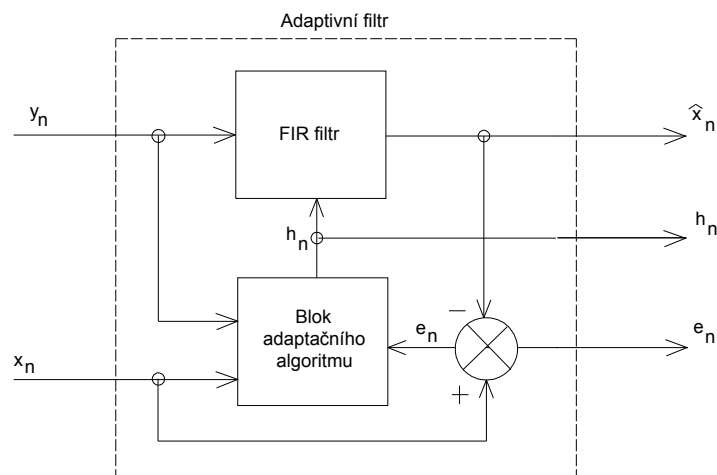 Adaptivní filtr
y_n
FIR filtr
x̂_n
h_n
h_n
Blok
adaptačního
algoritmu
e_n
e_n
x_n
−
+